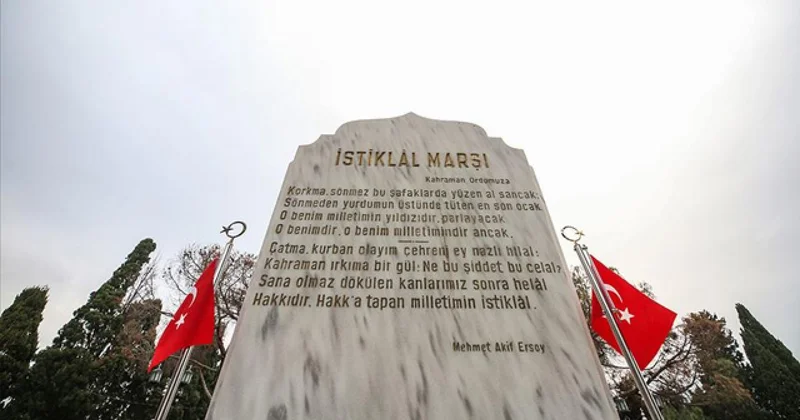 İSTİKLÂL MARŞI
Kahraman Ordumuza
Korkma, sönmez bu şafaklarda yüzen al sancak;
Sönmeden yurdumun üstünde tüten en son ocak.
O benim milletimin yıldızıdır, parlayacak
O benimdir, o benim milletimindir ancak.
Çatma, kurban olayım çehreni ey nazlı hilal;
Kahraman ırkıma bir gül; Ne bu şiddet bu celal?
Sana olmaz dökülen kanlarımız sonra helâl
Hakkıdır, Hakk'a tapan milletimin istiklâl.
Mehmet Akif Ersoy